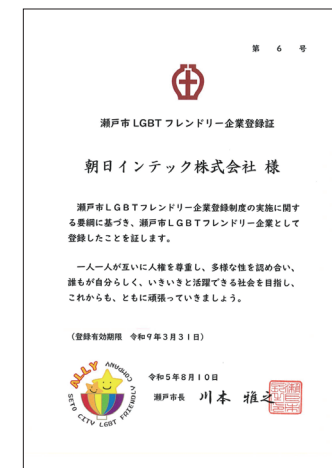 第 6 号
瀬戸市 LGBT フレンドリー企業登録証
朝日インテック株式会社 様
瀬戸市LGBTフレンドリー企業登録制度の実施に関す
る要綱に基づき、瀬戸市LGBTフレンドリー企業として
登録したことを証します。
一人一人が互いに人権を尊重し、多様な性を認め合い、
誰もが自分らしく、いきいきと活躍できる社会を目指し、
これからも、ともに頑張っていきましょう。
(登録有効期限 令和9年3月31日)
令和5年8月10日
瀬戸市長 川本 雅之
ALLY
SETO CITY LGBT FRIENDLY COMPANY